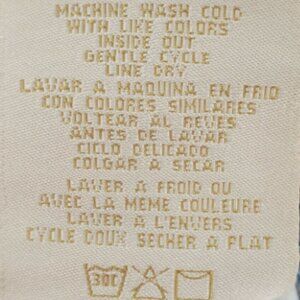 MACHINE WASH COLD
WITH LIKE COLORS
INSIDE OUT
GENTLE CYCLE
LINE DRY
LAVAR A MAQUINA EN FRIO
CON COLORES SIMILARES
VOLTEAR AL REVES
ANTES DE LAVAR
CICLO DELICADO
COLGAR A SECAR
LAVER A FROID OU
AVEC LA MEME COULEURE
LAVER A L'ENVERS
CYCLE DOUX SECHER A PLAT
30C